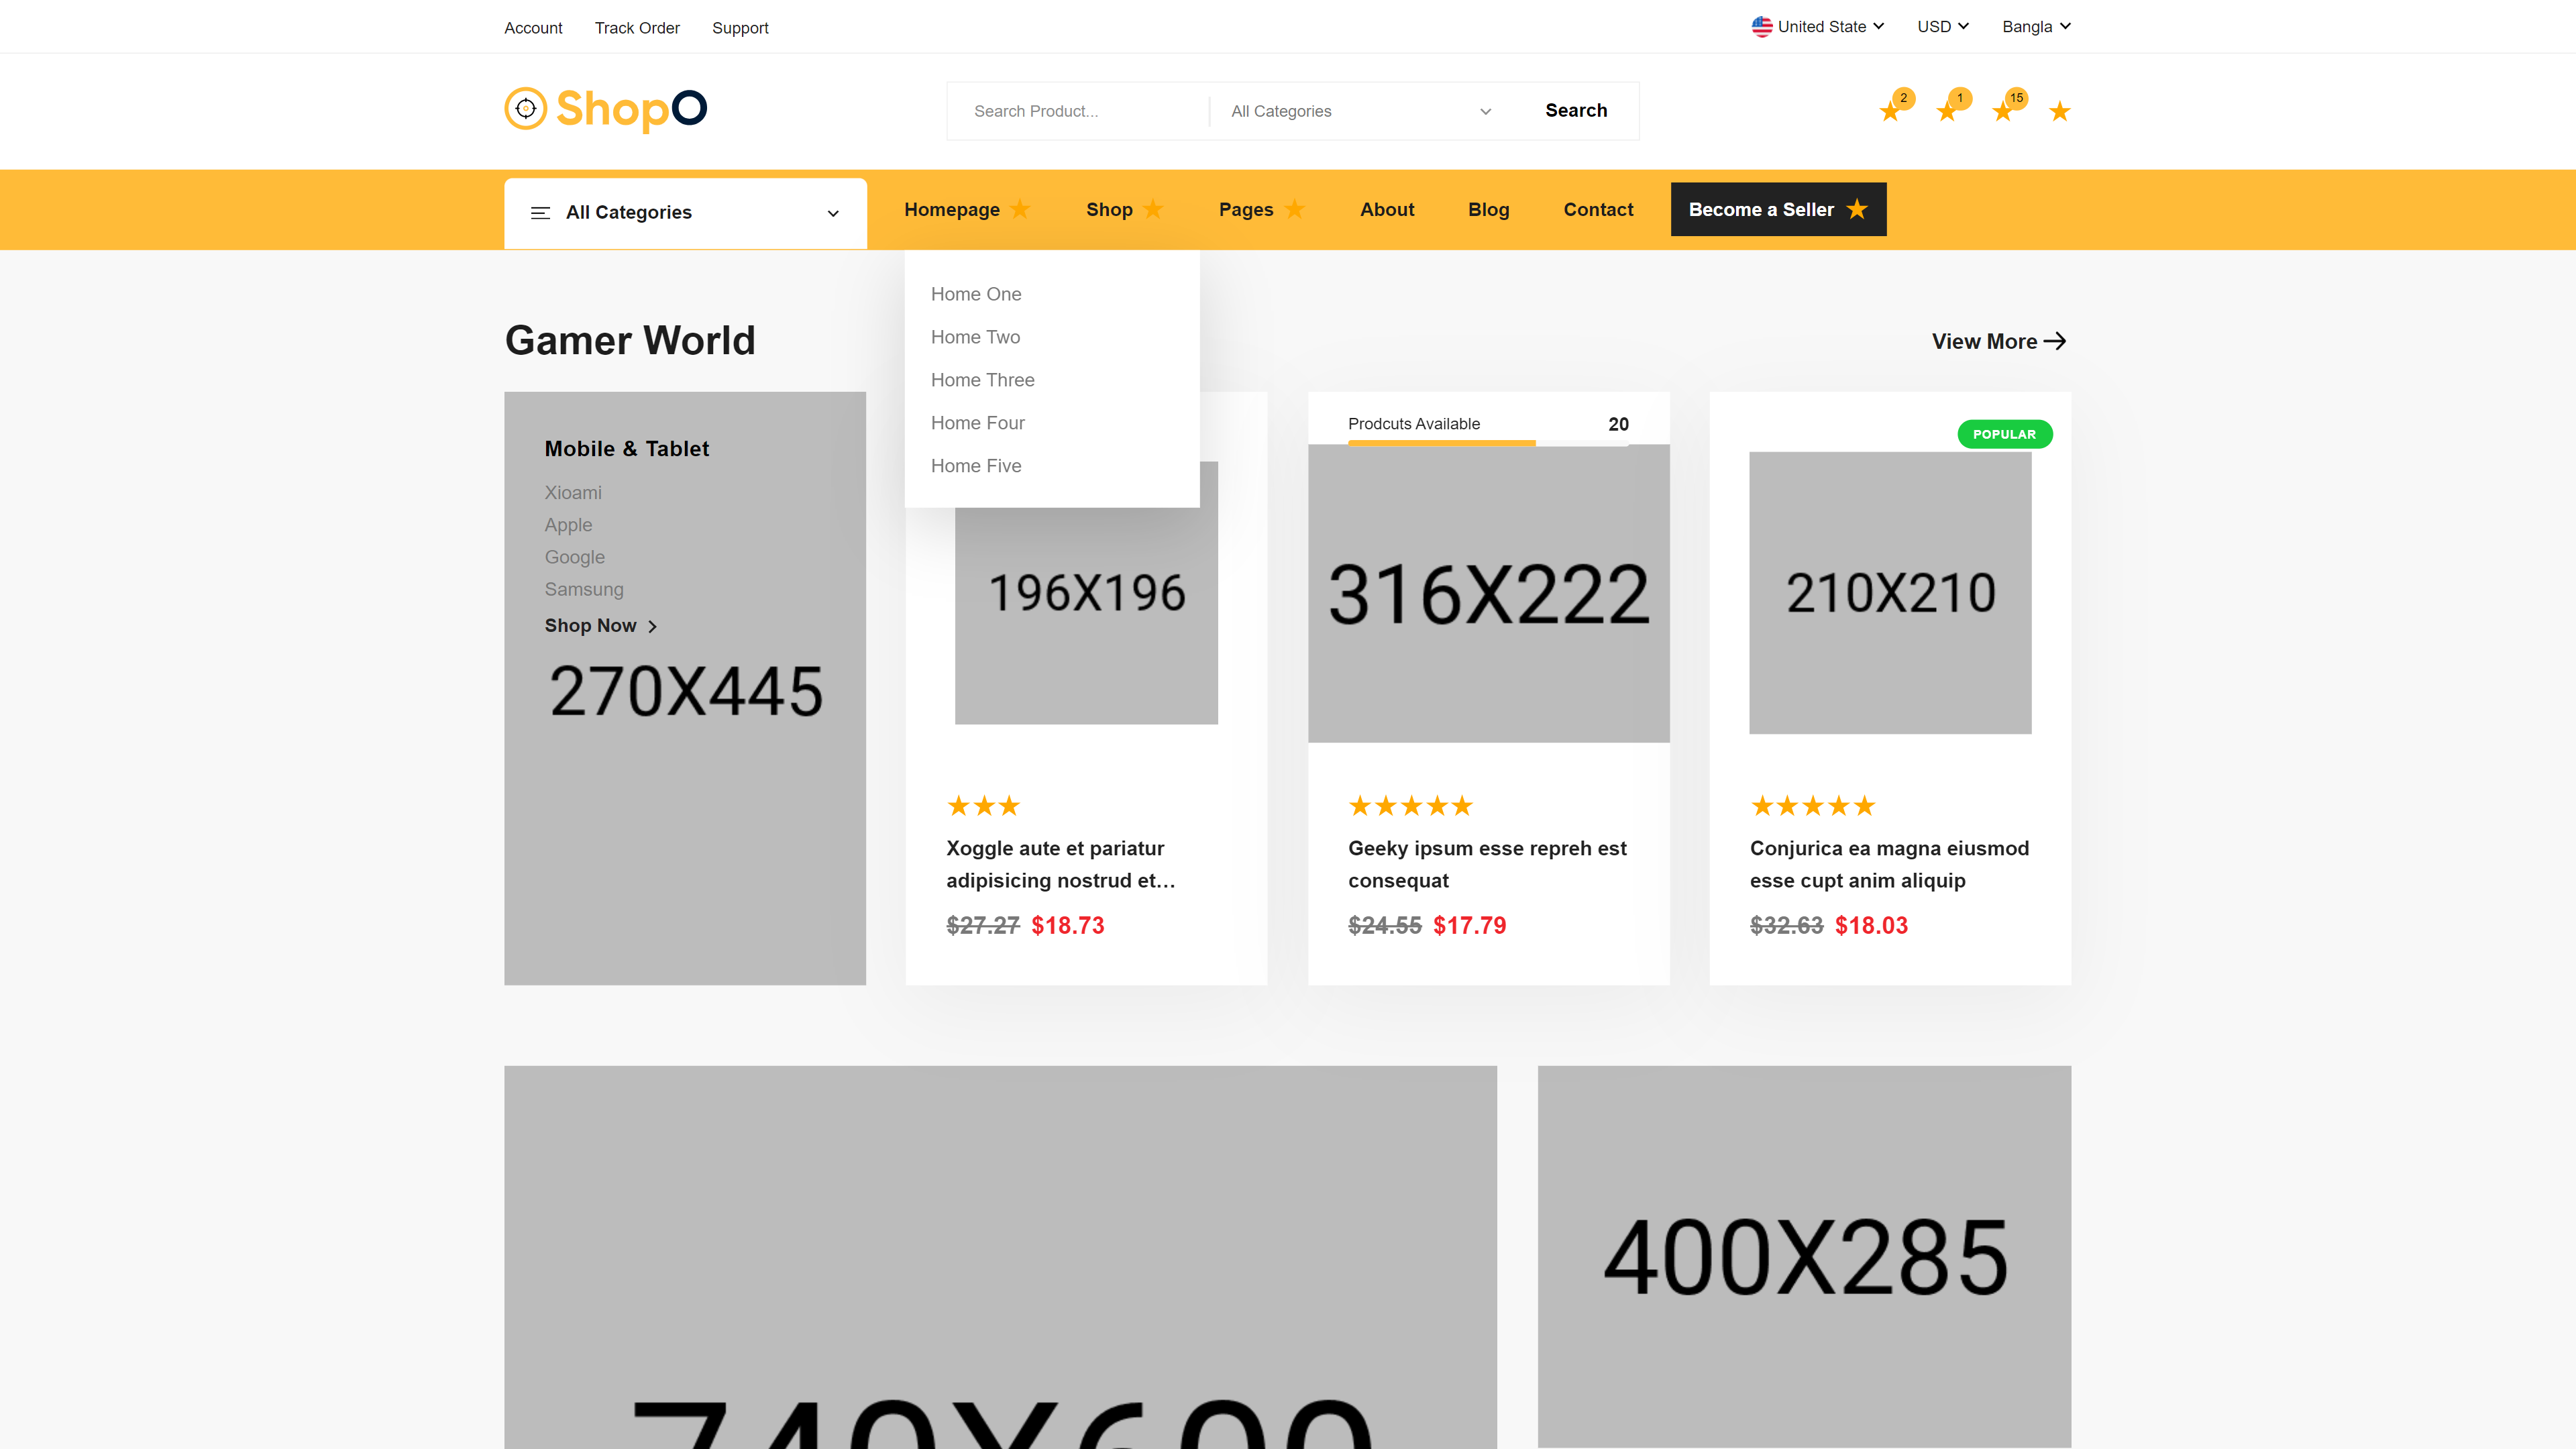 Account Track Order Support
United State USD Bangla
ShopO
Search Product... All Categories Search
2 1 15
All Categories
Homepage Shop Pages About Blog Contact Become a Seller
Home One
Home Two
Home Three
Home Four
Home Five
Gamer World
View More
Mobile & Tablet
Xioami
Apple
Google
Samsung
Shop Now
270X445
196X196
Xoggle aute et pariatur
adipisicing nostrud et...
$27.27 $18.73
Prodcuts Available 20
316X222
Geeky ipsum esse repreh est
consequat
$24.55 $17.79
POPULAR
210X210
Conjurica ea magna eiusmod
esse cupt anim aliquip
$32.63 $18.03
400X285